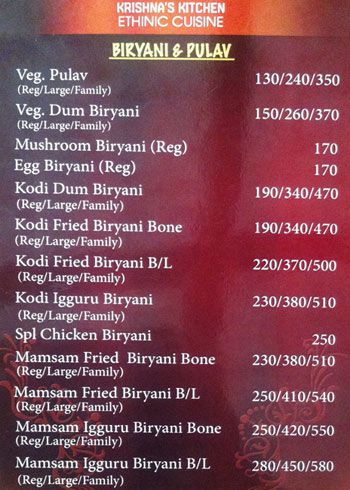 KRISHNA'S KITCHEN
ETHINIC CUISINE
BIRYANI & PULAV
Veg. Pulav 130/240/350
(Reg/Large/Family)
Veg. Dum Biryani 150/260/370
(Reg/Large/Family)
Mushroom Biryani (Reg) 170
Egg Biryani (Reg) 170
Kodi Dum Biryani 190/340/470
(Reg/Large/Family)
Kodi Fried Biryani Bone 190/340/470
(Reg/Large/Family)
Kodi Fried Biryani B/L 220/370/500
(Reg/Large/Family)
Kodi Igguru Biryani 230/380/510
(Reg/Large/Family)
Spl Chicken Biryani 250
Mamsam Fried Biryani Bone 230/380/510
(Reg/Large/Family)
Mamsam Fried Biryani B/L 250/410/540
(Reg/Large/Family)
Mamsam Igguru Biryani Bone 250/420/550
(Reg/Large/Family)
Mamsam Igguru Biryani B/L 280/450/580
(Reg/Large/Family)